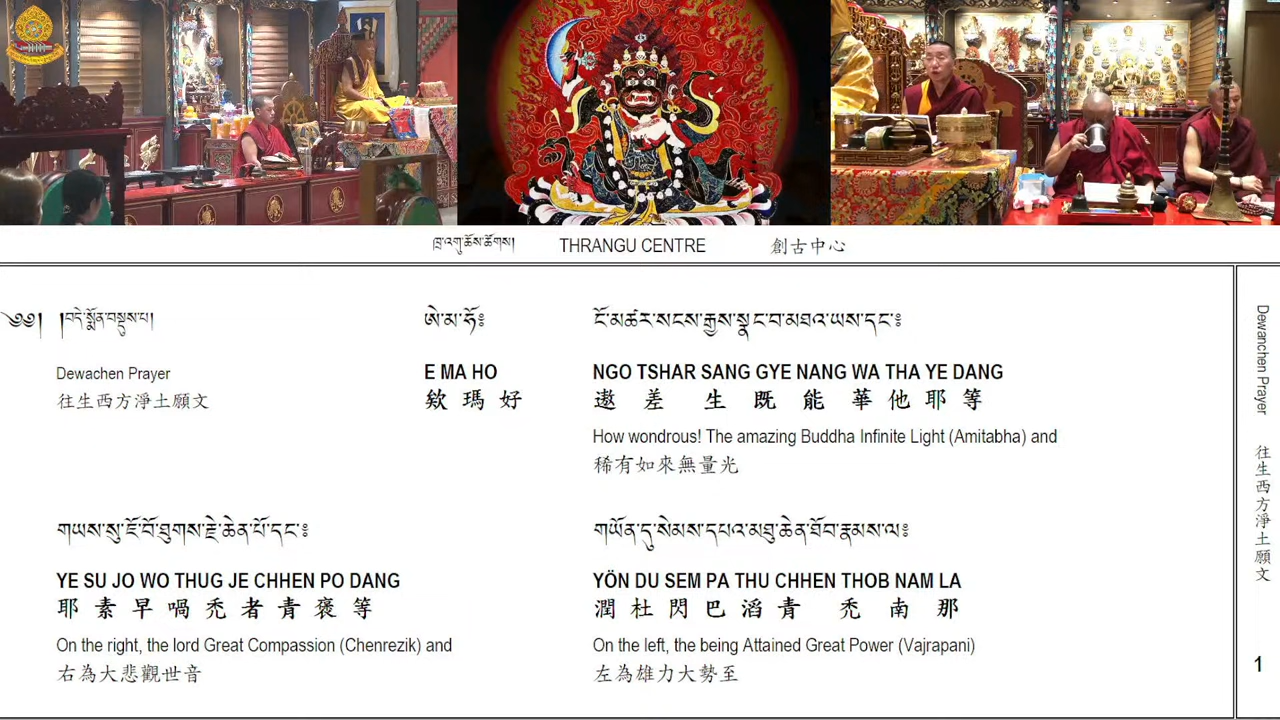 ཁྲ་འགུ་ཆོས་ཚོགས། THRANGU CENTRE 創古中心
༄༅། །བདེ་སྨོན་བསྡུས་པ།
Dewachen Prayer
往生西方淨土願文
ཨེ་མ་ཧོཿ
E MA HO
欸瑪好
ངོ་མཚར་སངས་རྒྱས་སྣང་བ་མཐའ་ཡས་དང་ཿ
NGO TSHAR SANG GYE NANG WA THA YE DANG
遨差 生既能 華他耶等
How wondrous! The amazing Buddha Infinite Light (Amitabha) and
稀有如來無量光
གཡས་སུ་ཇོ་བོ་ཐུགས་རྗེ་ཆེན་པོ་དང་ཿ
YE SU JO WO THUG JE CHHEN PO DANG
耶素早喎禿者青褒等
On the right, the lord Great Compassion (Chenrezik) and
右為大悲觀世音
གཡོན་དུ་སེམས་དཔའ་མཐུ་ཆེན་ཐོབ་རྣམས་ལཿ
YÖN DU SEM PA THU CHHEN THOB NAM LA
潤杜閃巴滔青 禿南那
On the left, the being Attained Great Power (Vajrapani)
左為雄力大勢至
Dewanchen Prayer 往生西方淨土願文
1